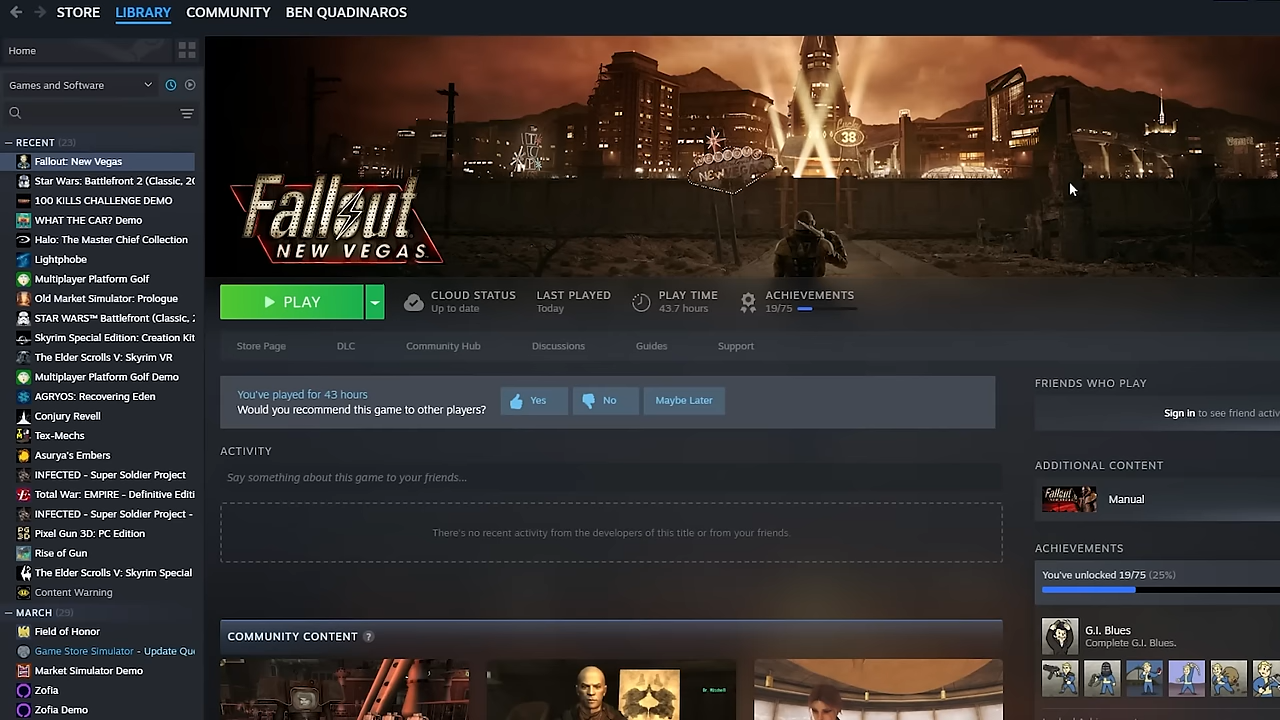 STORE LIBRARY COMMUNITY BEN QUADINAROS
Home
Games and Software
RECENT (23)
Fallout: New Vegas
Star Wars: Battlefront 2 (Classic, 20
100 KILLS CHALLENGE DEMO
WHAT THE CAR? Demo
Halo: The Master Chief Collection
Lightphobe
Multiplayer Platform Golf
Old Market Simulator: Prologue
STAR WARS™ Battlefront (Classic, 2
Skyrim Special Edition: Creation Kit
The Elder Scrolls V: Skyrim VR
Multiplayer Platform Golf Demo
AGRYOS: Recovering Eden
Conjury Revell
Tex-Mechs
Asurya's Embers
INFECTED - Super Soldier Project
Total War: EMPIRE - Definitive Editi
INFECTED - Super Soldier Project -
Pixel Gun 3D: PC Edition
Rise of Gun
The Elder Scrolls V: Skyrim Special
Content Warning
MARCH (29)
Field of Honor
Game Store Simulator - Update Que
Market Simulator Demo
Zofia
Zofia Demo
Lucky
38
NEW
Fallout
NEW VEGAS
PLAY
CLOUD STATUS
Up to date
LAST PLAYED
Today
PLAY TIME
43.7 hours
ACHIEVEMENTS
19/75
Store Page DLC Community Hub Discussions Guides Support
You've played for 43 hours
Would you recommend this game to other players?
Yes No Maybe Later
ACTIVITY
Say something about this game to your friends...
There's no recent activity from the developers of this title or from your friends.
COMMUNITY CONTENT ?
Dr. Mitchell
FRIENDS WHO PLAY
Sign in to see friend activ
ADDITIONAL CONTENT
Fallout
Manual
ACHIEVEMENTS
You've unlocked 19/75 (25%)
G.I. Blues
Complete G.I. Blues.